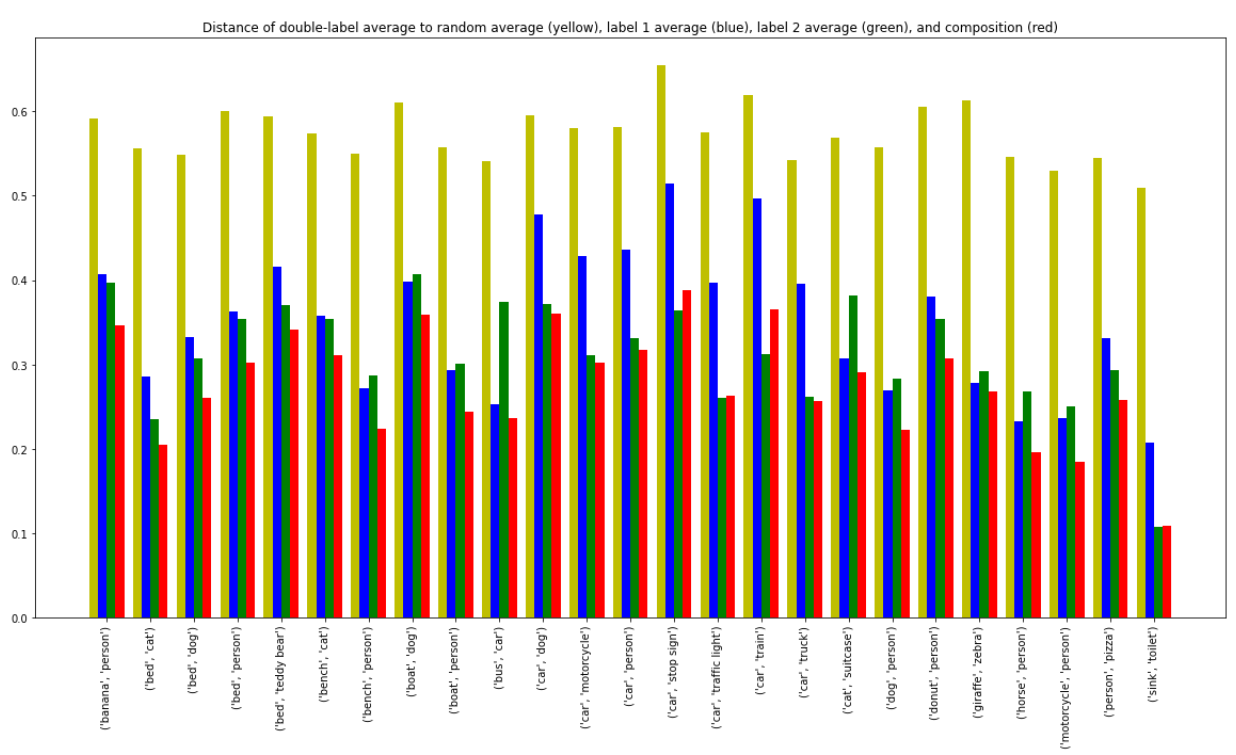 Distance of double-label average to random average (yellow), label 1 average (blue), label 2 average (green), and composition (red)
0.6
0.5
0.4
0.3
0.2
0.1
0.0
('banana', 'person')
('bed', 'cat')
('bed', 'dog')
('bed', 'person')
('bed', 'teddy bear')
('bench', 'cat')
('bench', 'person')
('boat', 'dog')
('boat', 'person')
('bus', 'car')
('car', 'dog')
('car', 'motorcycle')
('car', 'person')
('car', 'stop sign')
('car', 'traffic light')
('car', 'train')
('car', 'truck')
('cat', 'suitcase')
('dog', 'person')
('donut', 'person')
('giraffe', 'zebra')
('horse', 'person')
('motorcycle', 'person')
('person', 'pizza')
('sink', 'toilet')